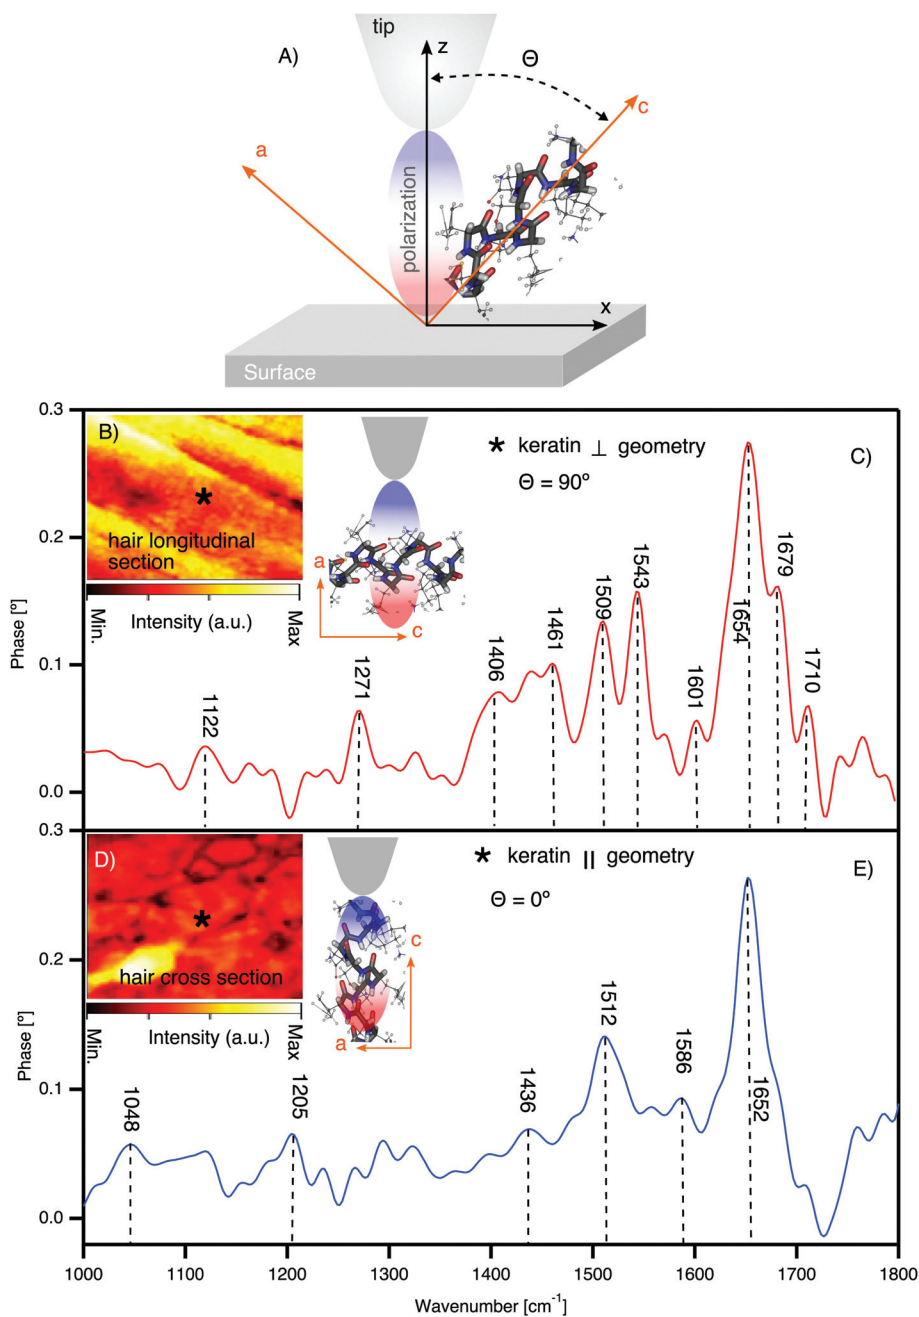 tip
A)
z
Θ
c
a
polarization
x
Surface
0.3
B)
* keratin ⊥ geometry
C)
Θ = 90º
hair longitudinal
section
Min.
Intensity (a.u.)
Max
a
c
0.2
0.1
0.0
Phase [º]
1122
1271
1406
1461
1509
1543
1601
1654
1679
1710
0.3
D)
* keratin || geometry
E)
Θ = 0º
hair cross section
Min.
Intensity (a.u.)
Max
c
a
0.2
0.1
0.0
Phase [º]
1048
1205
1436
1512
1586
1652
1000
1100
1200
1300
1400
1500
1600
1700
1800
Wavenumber [cm⁻¹]